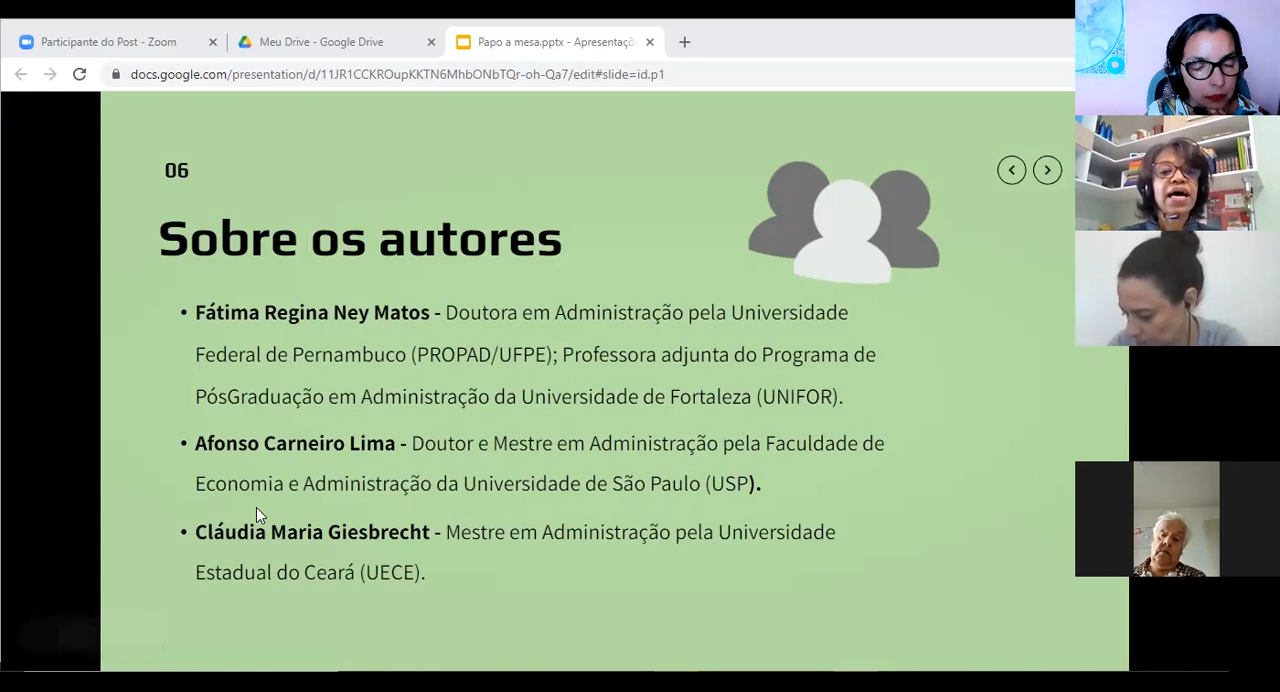 Participante do Post - Zoom
Meu Drive - Google Drive
Papo a mesa.pptx - Apresentaçõ
docs.google.com/presentation/d/11JR1CCKROupKKTN6MhbONbTQr-oh-Qa7/edit#slide=id.p1
06
Sobre os autores
• Fátima Regina Ney Matos - Doutora em Administração pela Universidade
Federal de Pernambuco (PROPAD/UFPE); Professora adjunta do Programa de
PósGraduação em Administração da Universidade de Fortaleza (UNIFOR).
• Afonso Carneiro Lima - Doutor e Mestre em Administração pela Faculdade de
Economia e Administração da Universidade de São Paulo (USP).
• Cláudia Maria Giesbrecht - Mestre em Administração pela Universidade
Estadual do Ceará (UECE).